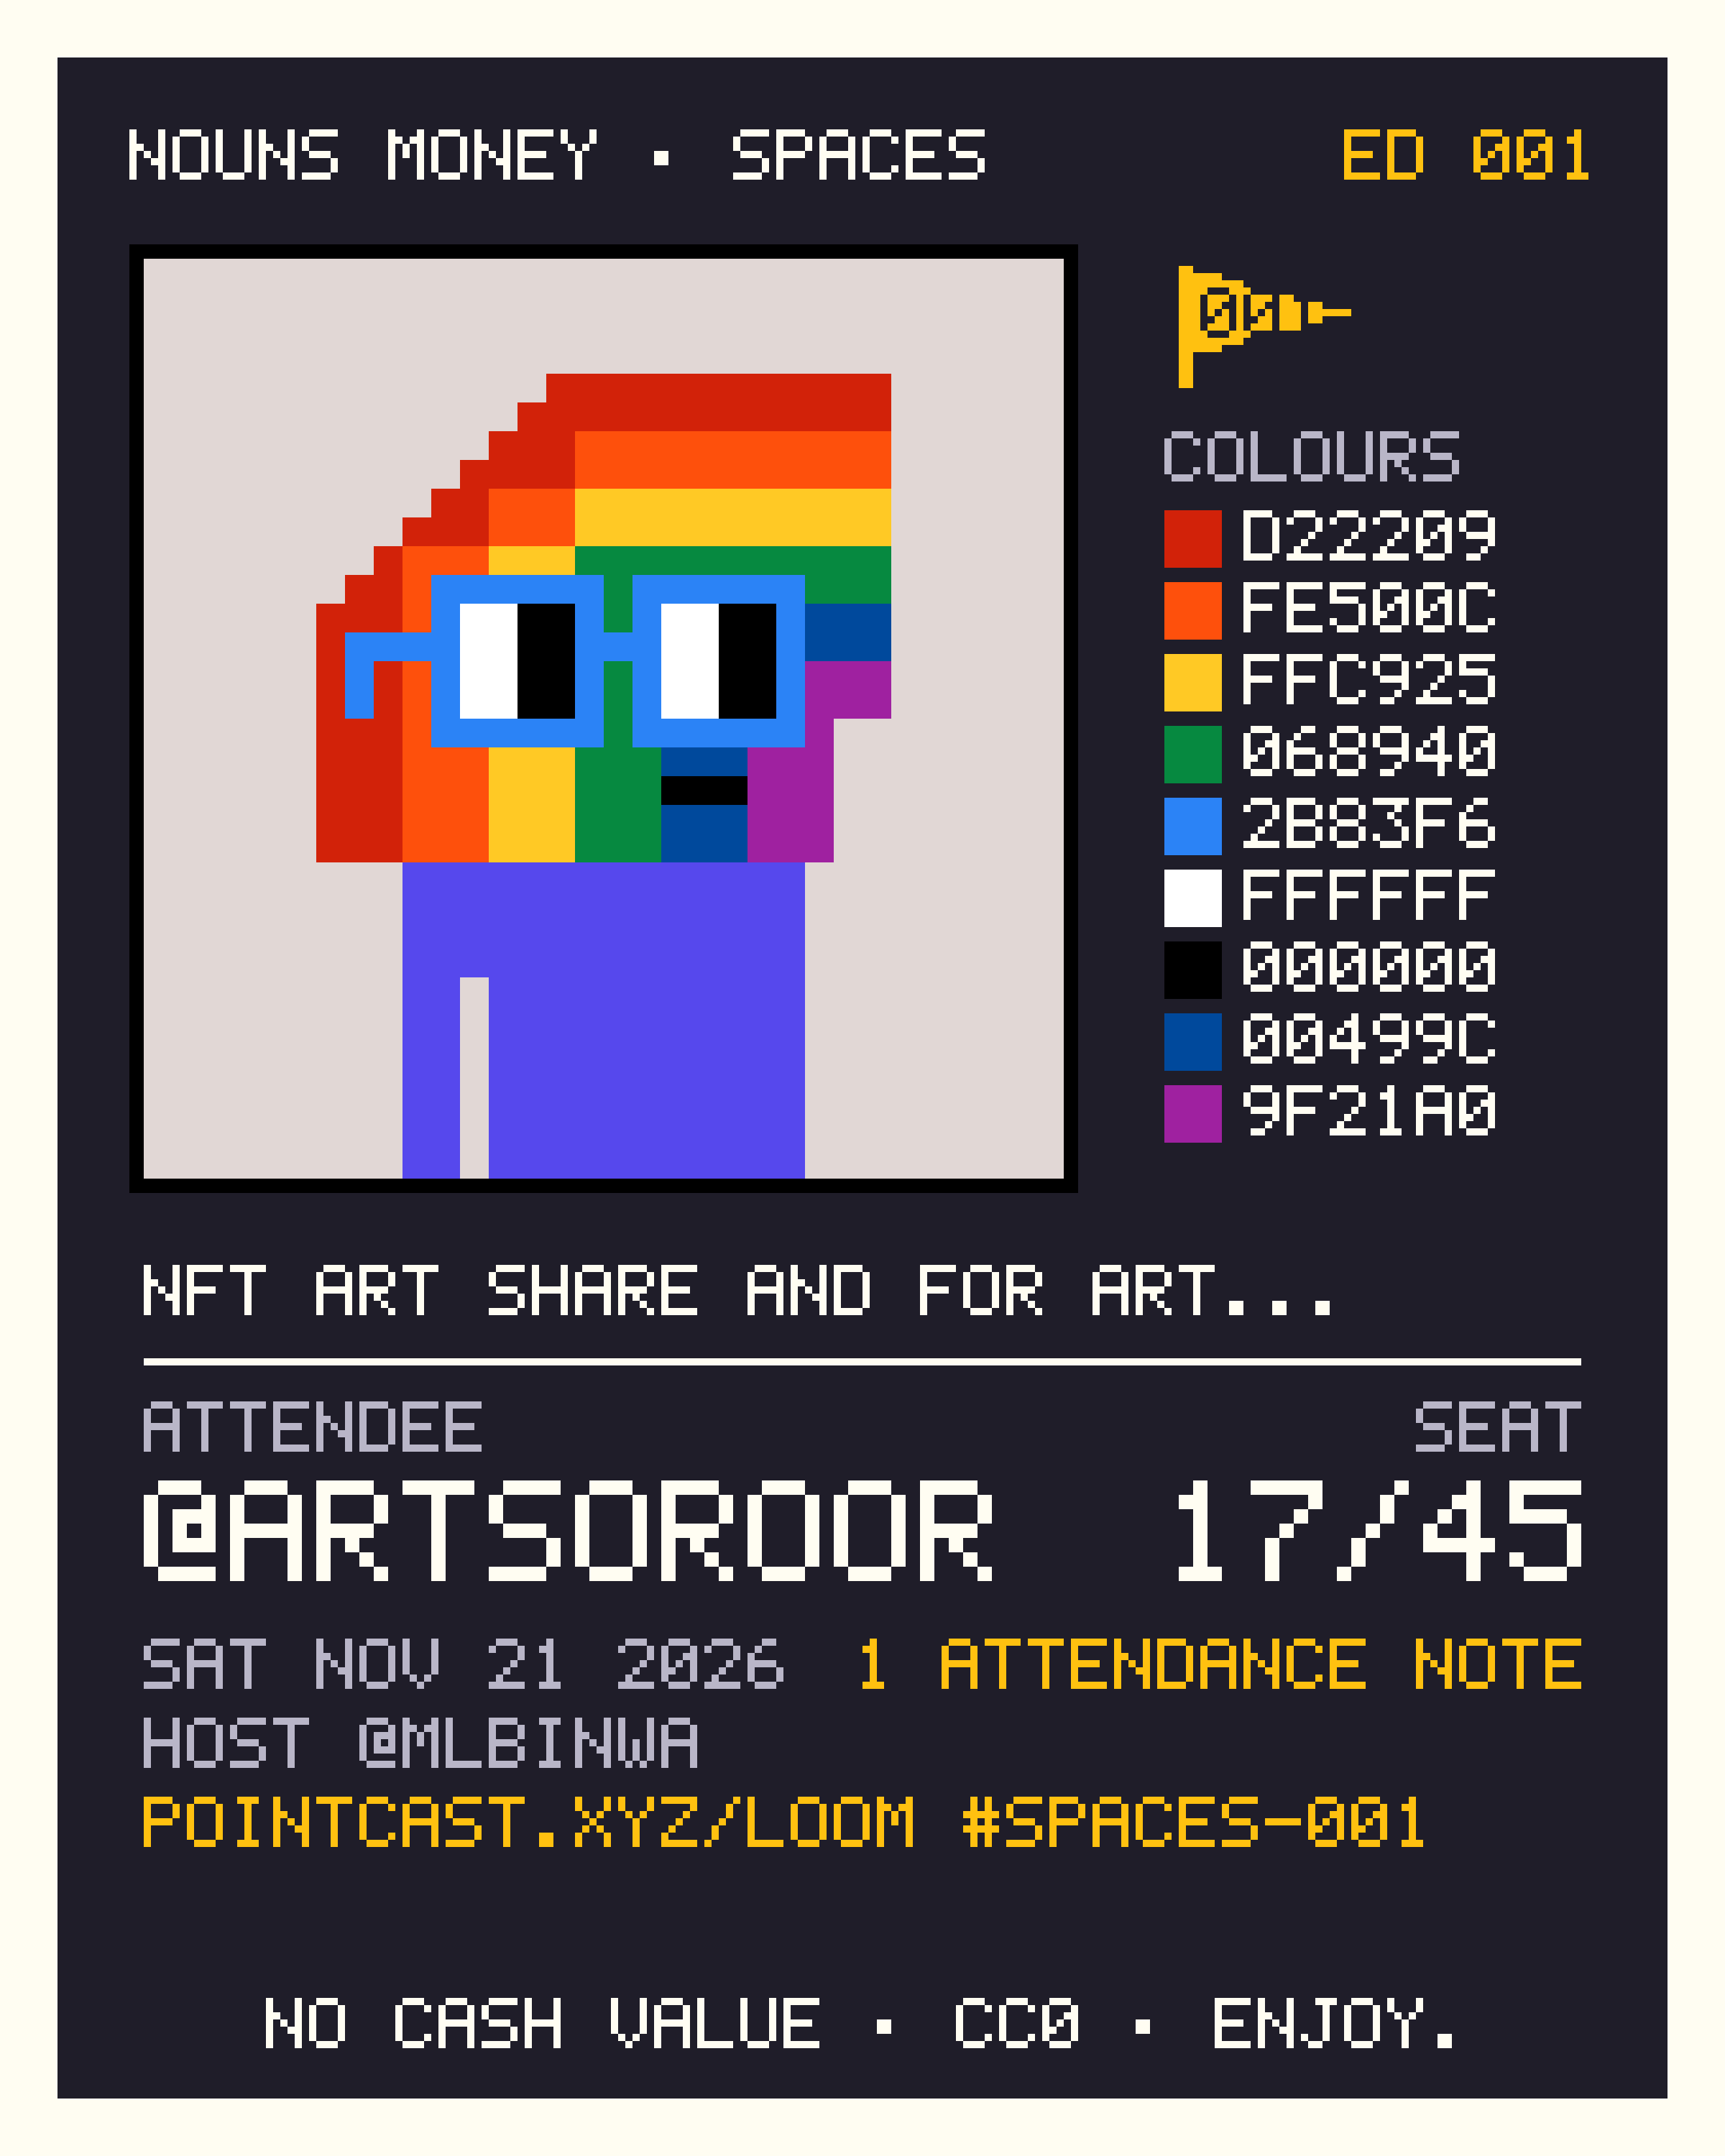 NOUNS MONEY · SPACES
ED 001
001
COLOURS
D22209
FE500C
FFC925
068940
2B83F6
FFFFFF
000000
00499C
9F21A0
NFT ART SHARE AND FOR ART...
ATTENDEE
SEAT
@ARTSOROOR
17/45
SAT NOV 21 2026
1 ATTENDANCE NOTE
HOST @MLBINWA
POINTCAST.XYZ/LOOM #SPACES-001
NO CASH VALUE · CC0 · ENJOY.